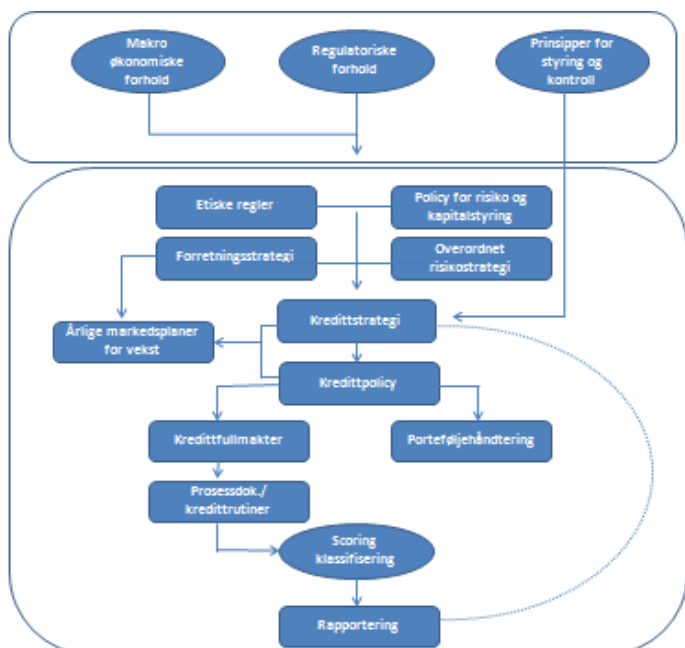 Makro
økonomiske
forhold
Regulatoriske
forhold
Prinsipper for
styring og
kontroll
Etiske regler
Policy for risiko og
kapitalstyring
Forretningsstrategi
Overordnet
risikostrategi
Kredittstrategi
Årlige markedsplaner
for vekst
Kredittpolicy
Kredittfullmakter
Porteføljehåndtering
Prosessdok./
kredittrutiner
Scoring
klassifisering
Rapportering